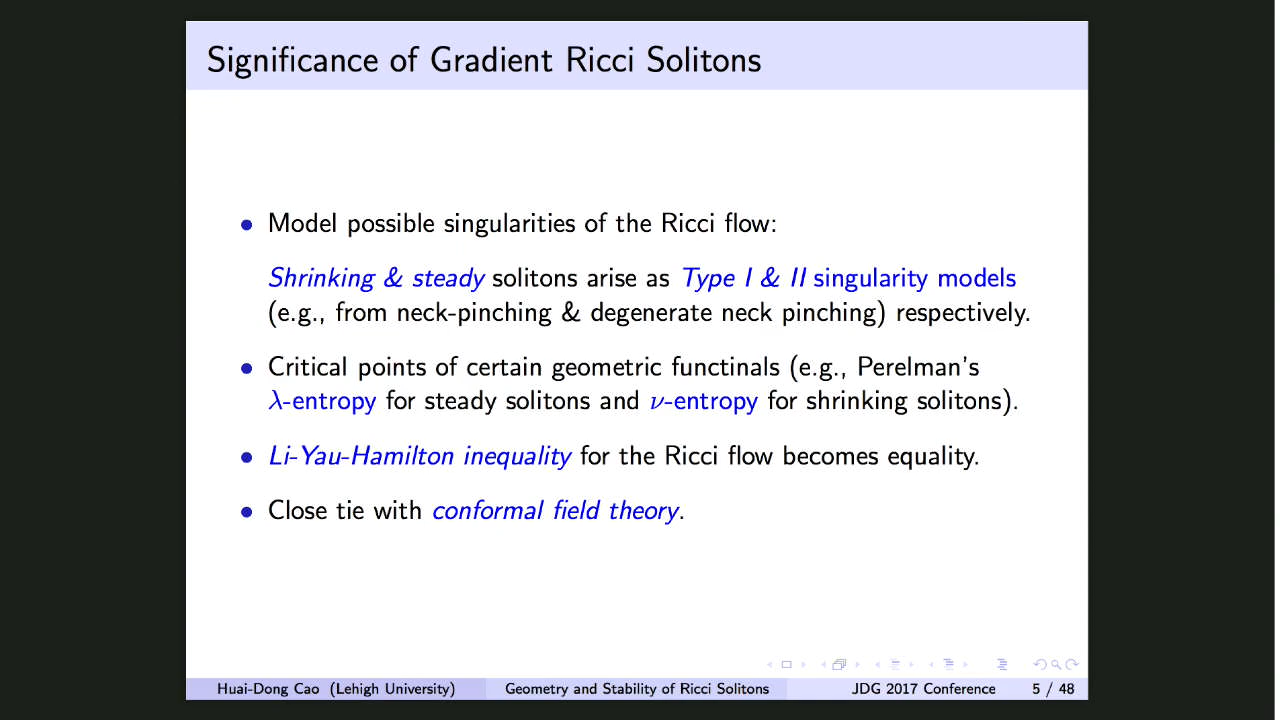 Significance of Gradient Ricci Solitons
• Model possible singularities of the Ricci flow:
Shrinking & steady solitons arise as Type I & II singularity models
(e.g., from neck-pinching & degenerate neck pinching) respectively.
• Critical points of certain geometric functinals (e.g., Perelman's
λ-entropy for steady solitons and ν-entropy for shrinking solitons).
• Li-Yau-Hamilton inequality for the Ricci flow becomes equality.
• Close tie with conformal field theory.
Huai-Dong Cao (Lehigh University) Geometry and Stability of Ricci Solitons JDG 2017 Conference 5 / 48